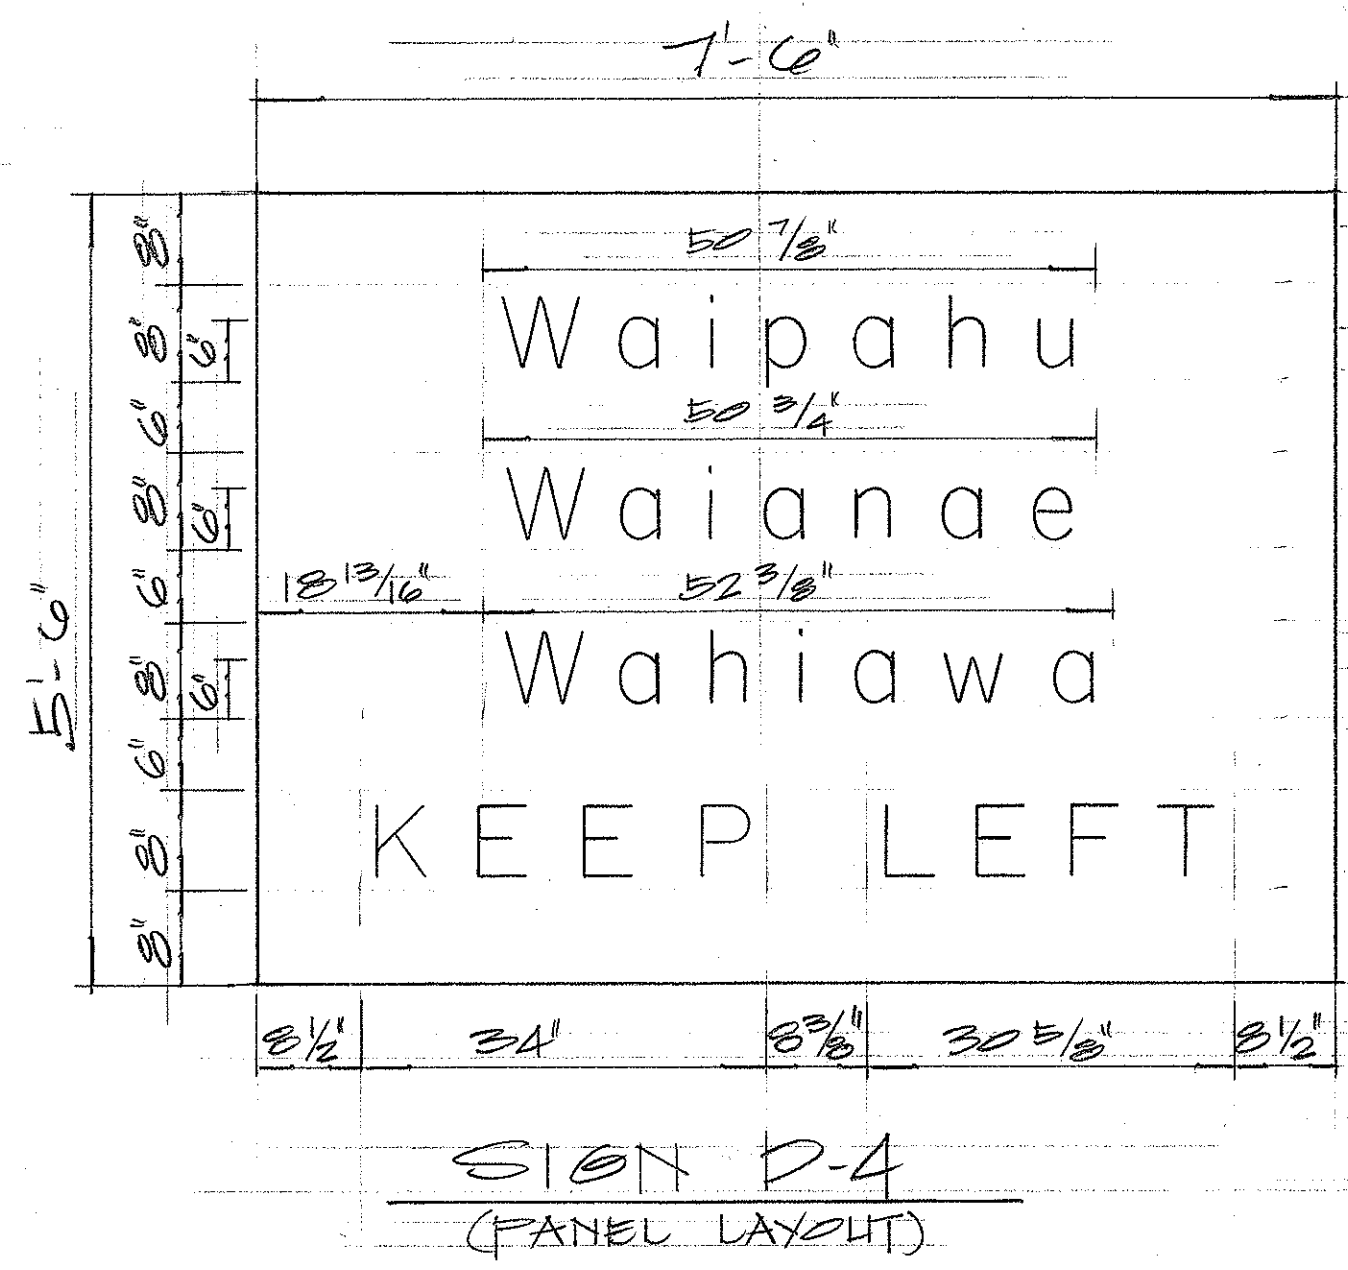 7'-6"
50 7/8"
Waipahu
50 3/4"
Waianae
18 13/16" 52 3/8"
Wahiawa
KEEP LEFT
8" 8" 6" 8" 6" 8" 6" 8" 8"
6" 6" 6"
5'-6"
8 1/2" 34" 8 3/8" 30 5/8" 8 1/2"
SIGN D-4
(PANEL LAYOUT)